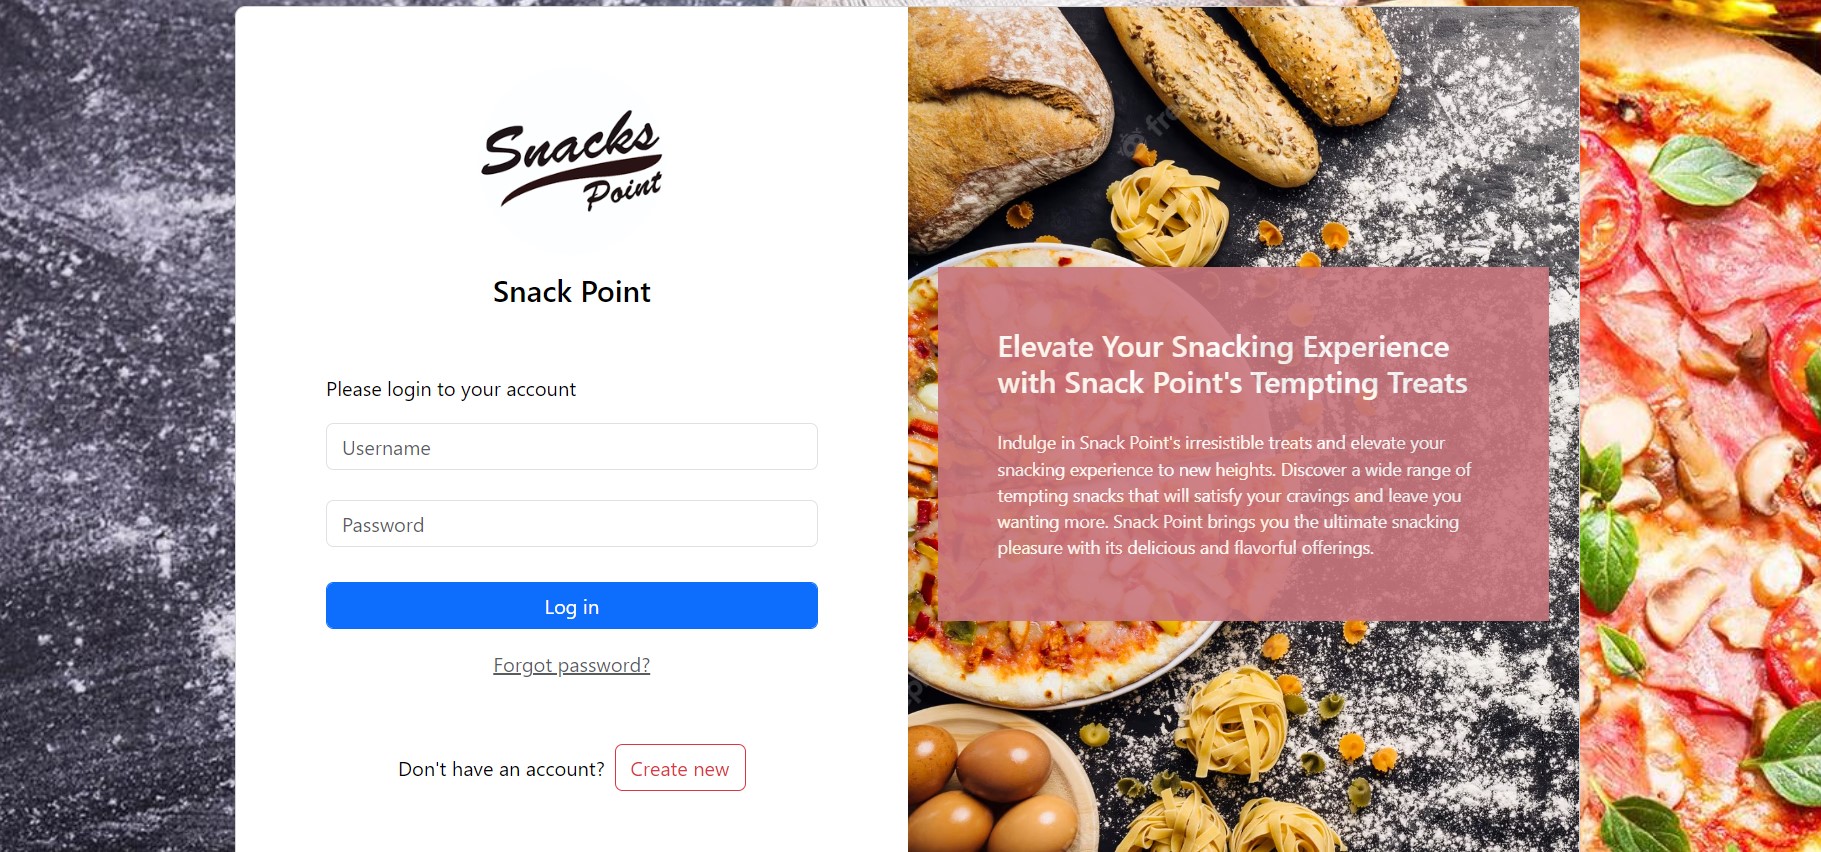 Snacks
Point
Snack Point
Please login to your account
Username
Password
Log in
Forgot password?
Don't have an account? Create new
Elevate Your Snacking Experience
with Snack Point's Tempting Treats
Indulge in Snack Point's irresistible treats and elevate your
snacking experience to new heights. Discover a wide range of
tempting snacks that will satisfy your cravings and leave you
wanting more. Snack Point brings you the ultimate snacking
pleasure with its delicious and flavorful offerings.